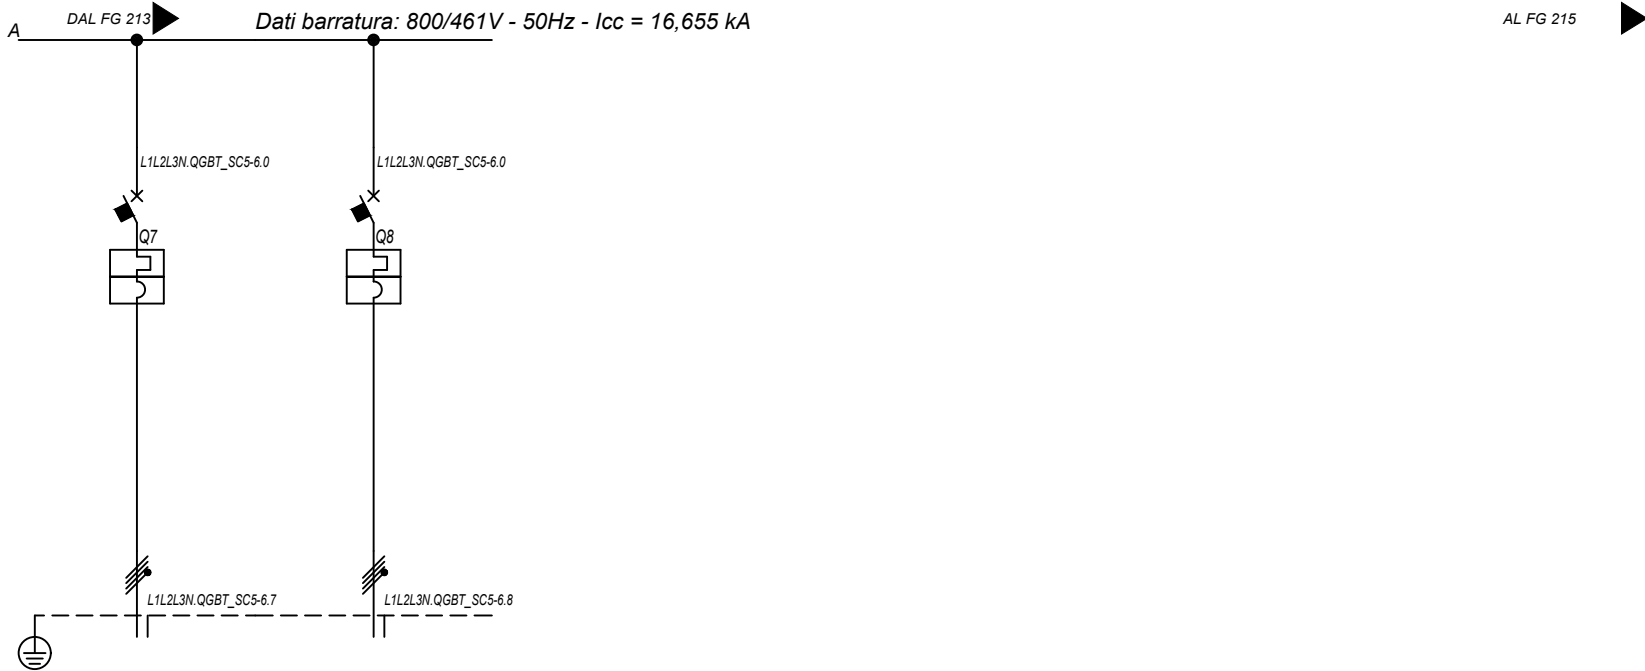 DAL FG 213
Dati barratura: 800/461V - 50Hz - Icc = 16,655 kA
AL FG 215
A
L1L2L3N.QGBT_SC5-6.0
L1L2L3N.QGBT_SC5-6.0
Q7
Q8
L1L2L3N.QGBT_SC5-6.7
L1L2L3N.QGBT_SC5-6.8